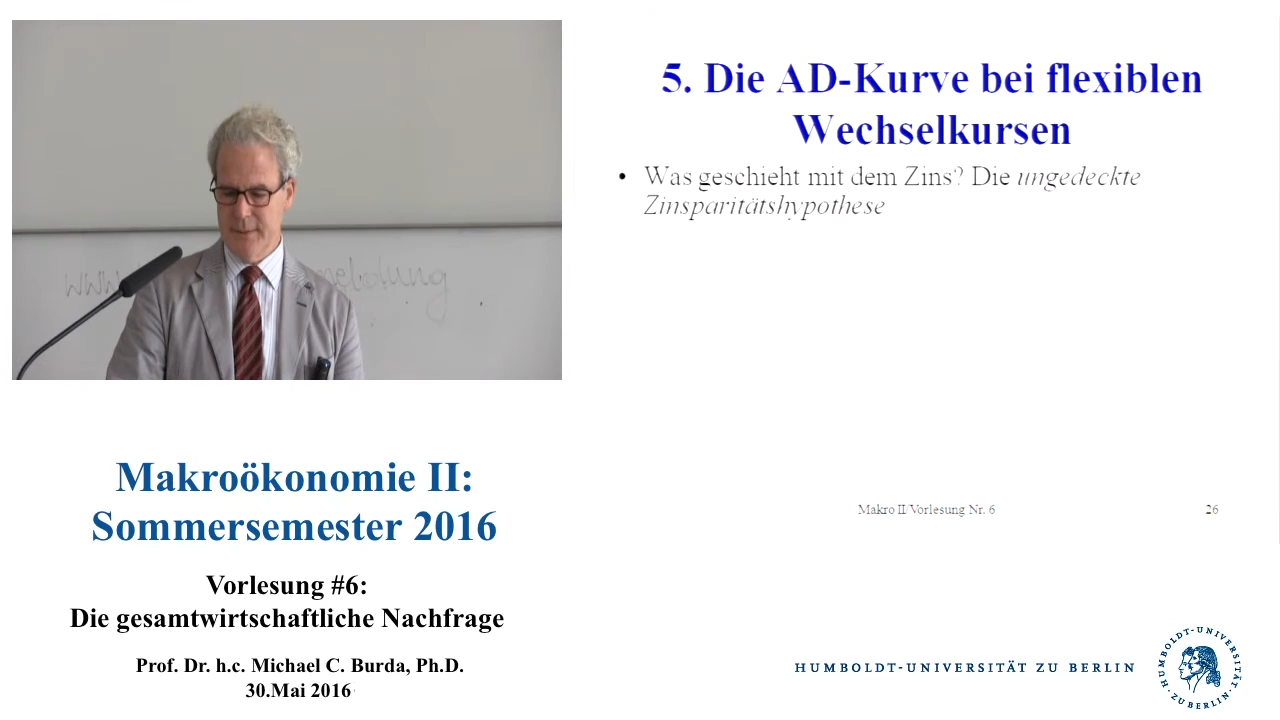 5. Die AD-Kurve bei flexiblen
Wechselkursen
• Was geschieht mit dem Zins? Die ungedeckte
Zinsparitätshypothese
Makro II/Vorlesung Nr. 6
26
www
meldung
Makroökonomie II:
Sommersemester 2016
Vorlesung #6:
Die gesamtwirtschaftliche Nachfrage
Prof. Dr. h.c. Michael C. Burda, Ph.D.
30.Mai 2016
HUMBOLDT-UNIVERSITÄT ZU BERLIN
HUMBOLDT-UNIVERSITÄT ZU BERLIN